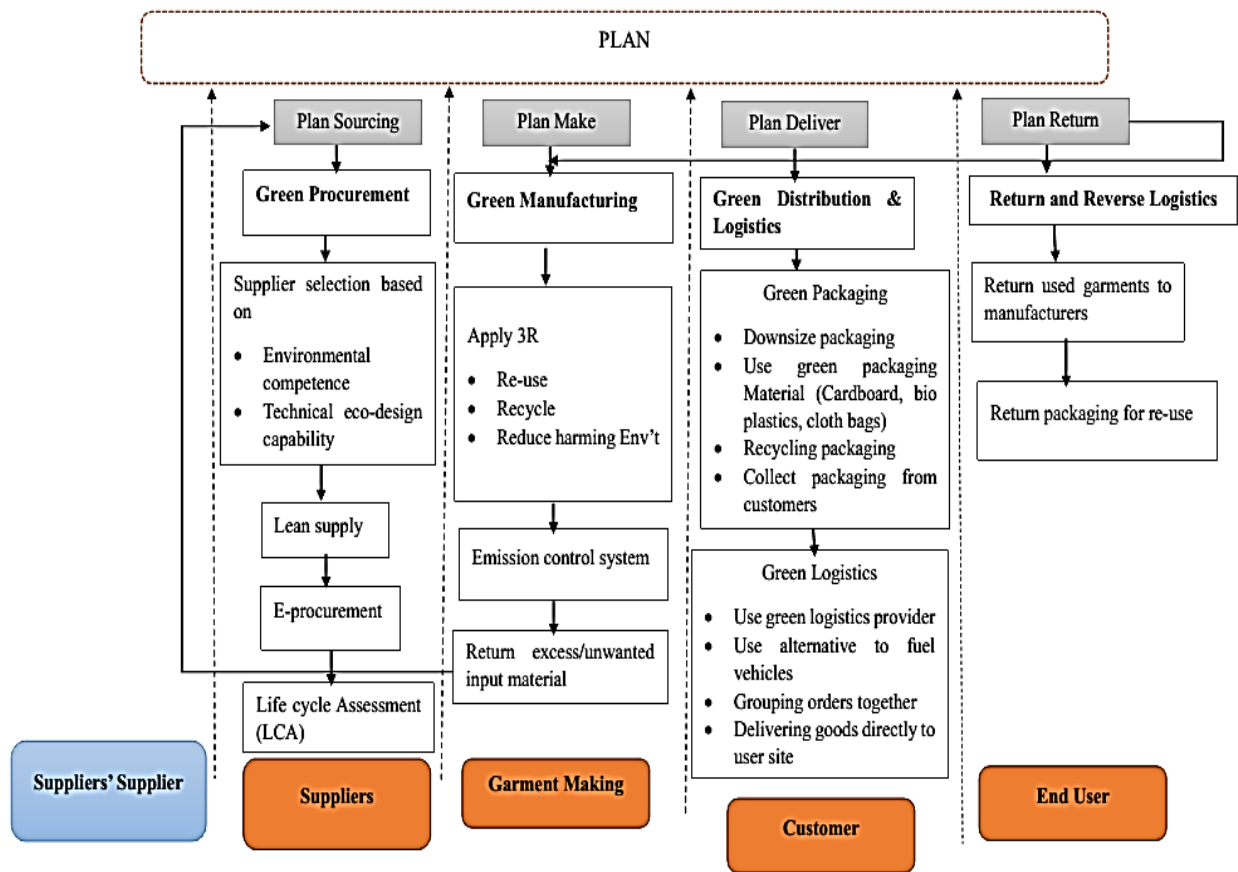 PLAN
Plan Sourcing
Plan Make
Plan Deliver
Plan Return
Green Procurement
Green Manufacturing
Green Distribution &
Logistics
Return and Reverse Logistics
Supplier selection based
on
• Environmental
competence
• Technical eco-design
capability
Lean supply
E-procurement
Life cycle Assessment
(LCA)
Apply 3R
• Re-use
• Recycle
• Reduce harming Env't
Emission control system
Return excess/unwanted
input material
Green Packaging
• Downsize packaging
• Use green packaging
Material (Cardboard, bio
plastics, cloth bags)
• Recycling packaging
• Collect packaging from
customers
Green Logistics
• Use green logistics provider
• Use alternative to fuel
vehicles
• Grouping orders together
• Delivering goods directly to
user site
Return used garments to
manufacturers
Return packaging for re-use
Suppliers' Supplier
Suppliers
Garment Making
Customer
End User